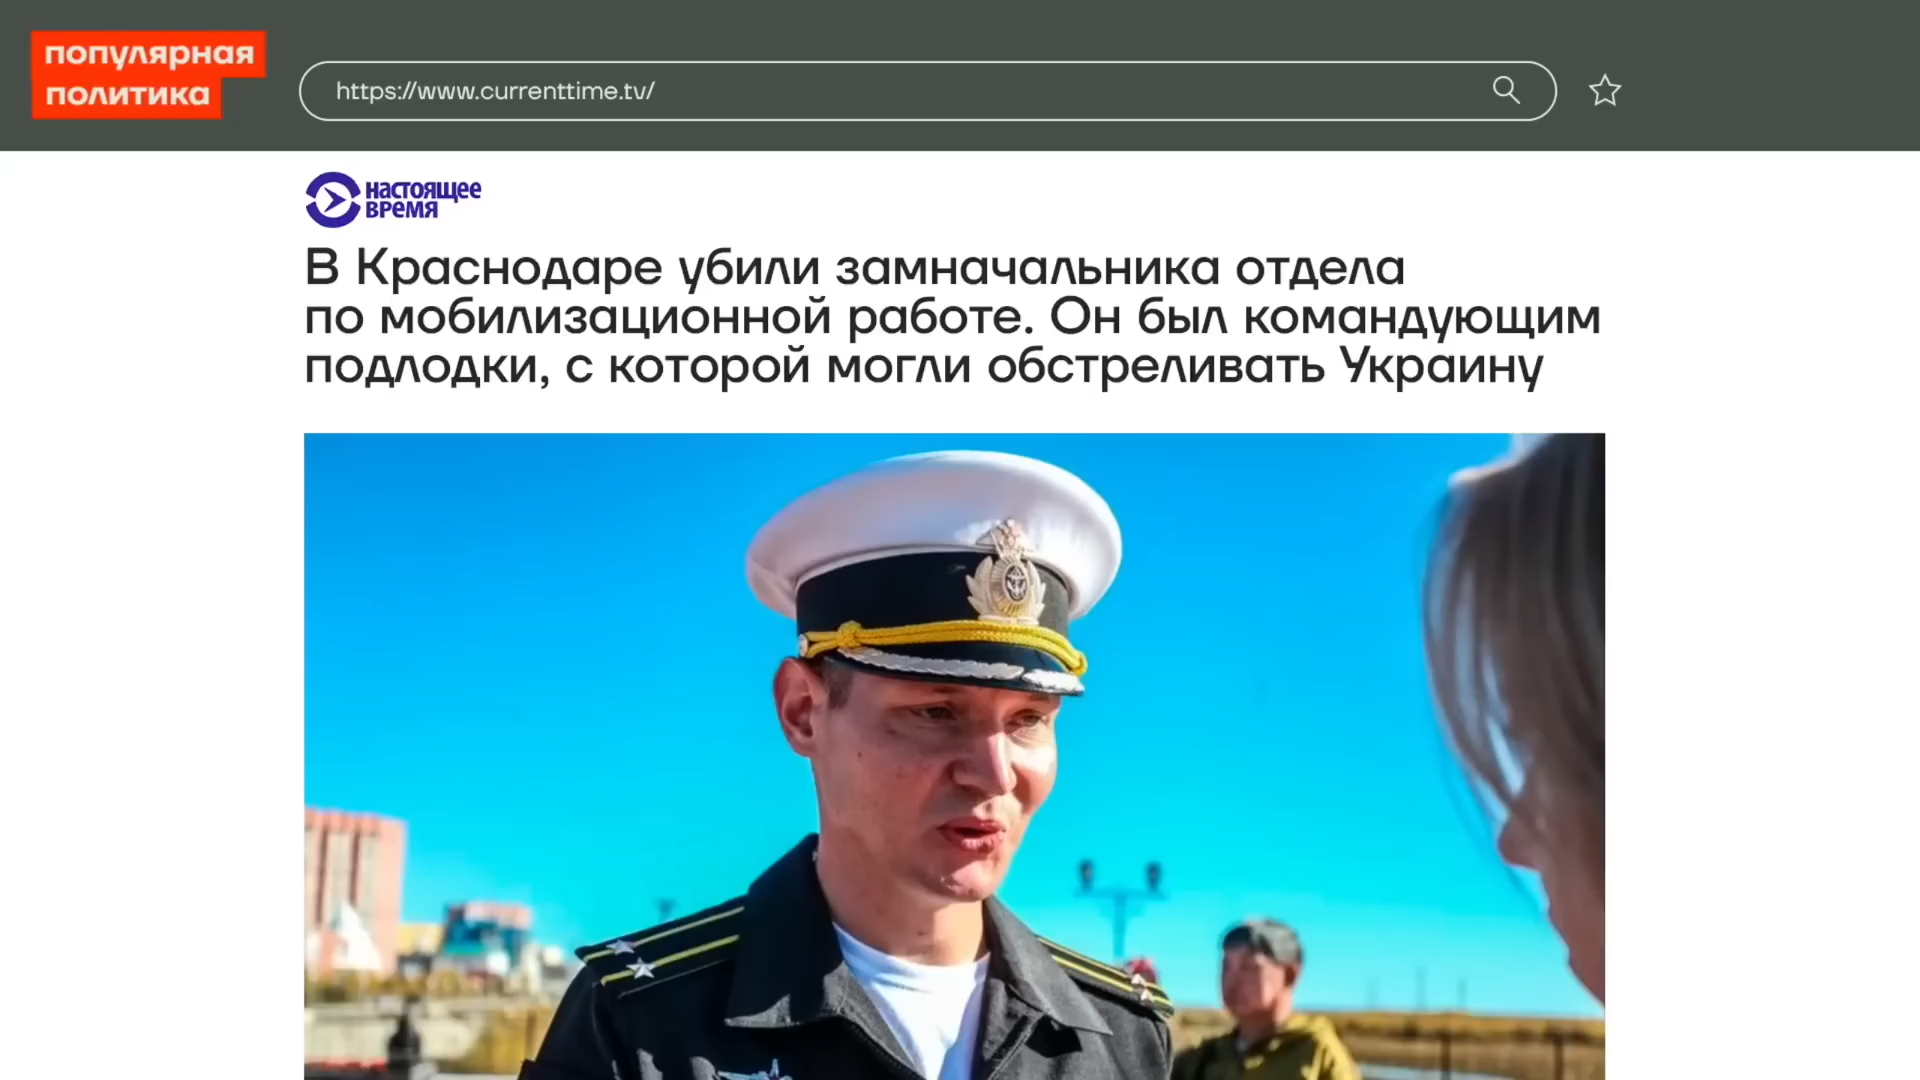 популярная
политика
https://www.currenttime.tv/
настоящее
время
В Краснодаре убили замначальника отдела
по мобилизационной работе. Он был командующим
подлодки, с которой могли обстреливать Украину